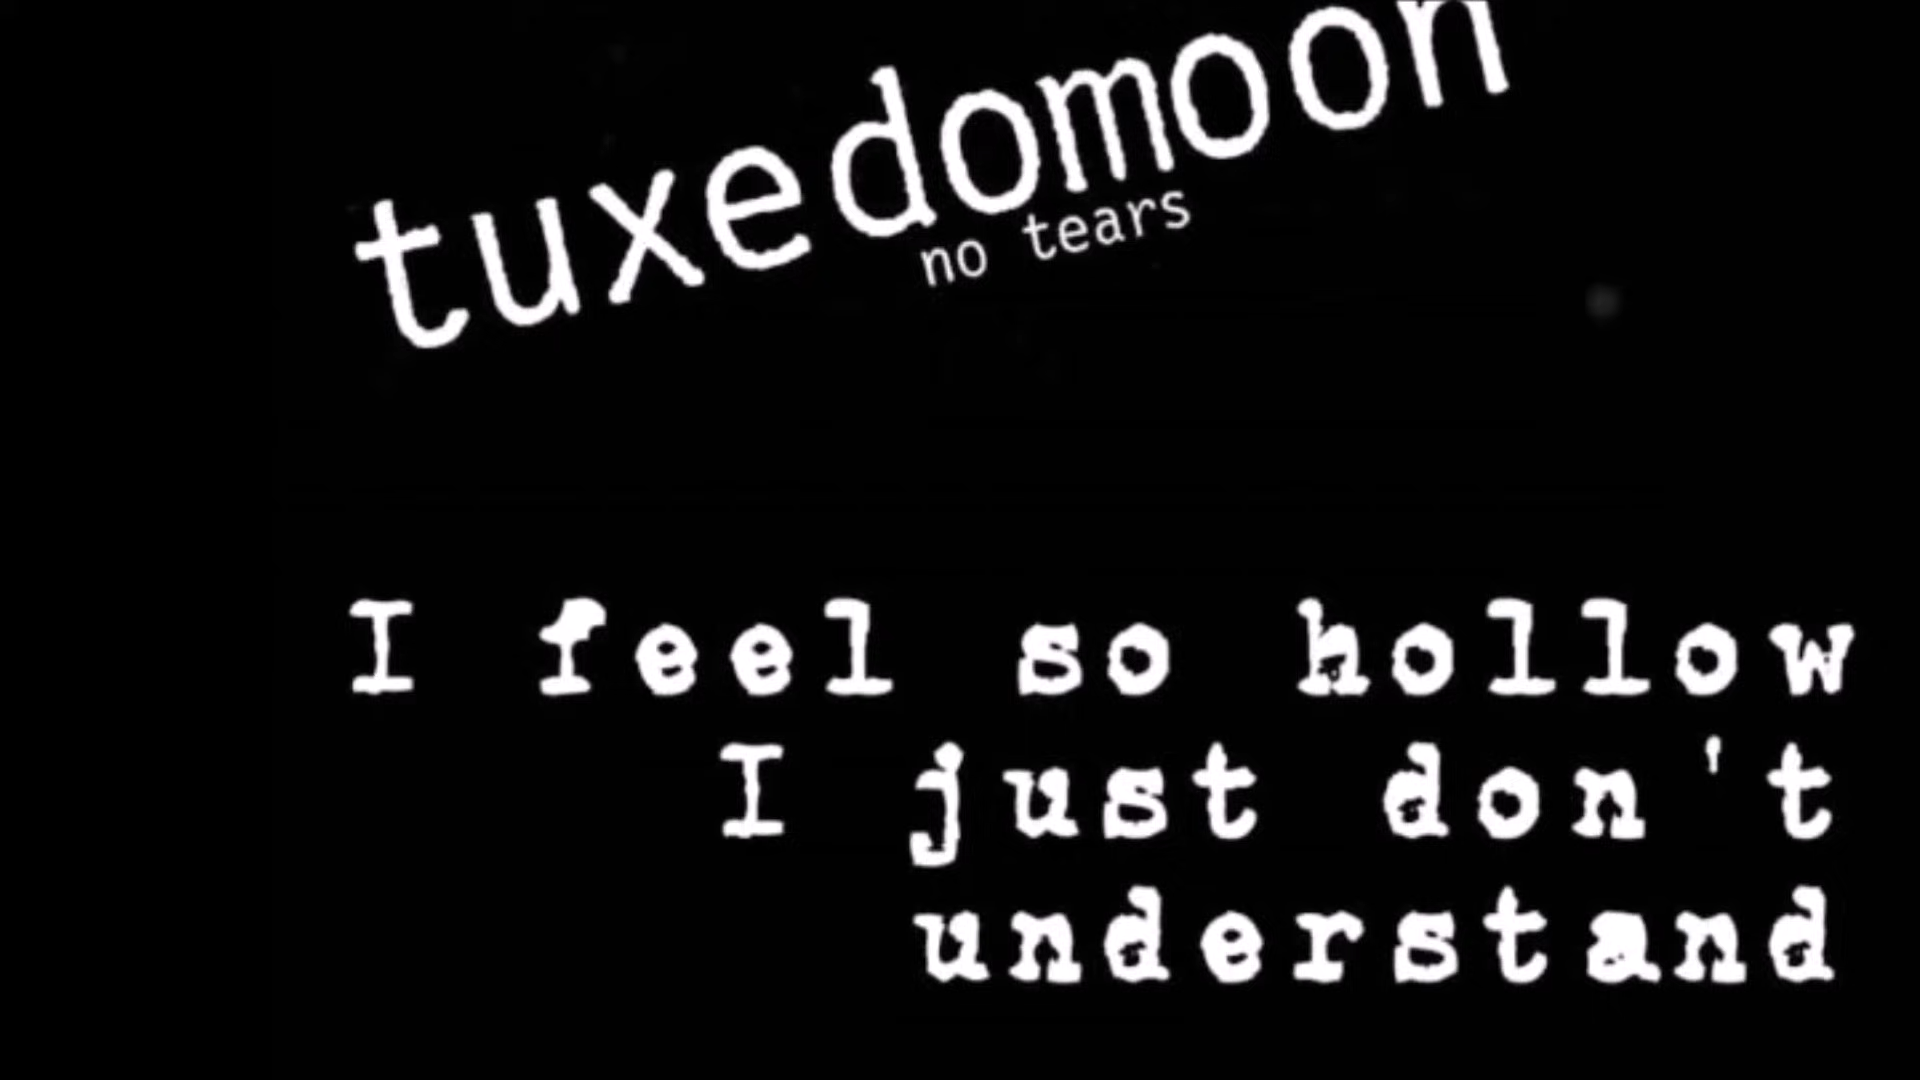 tuxedomoon
no tears
I feel so hollow
I just don't
understand